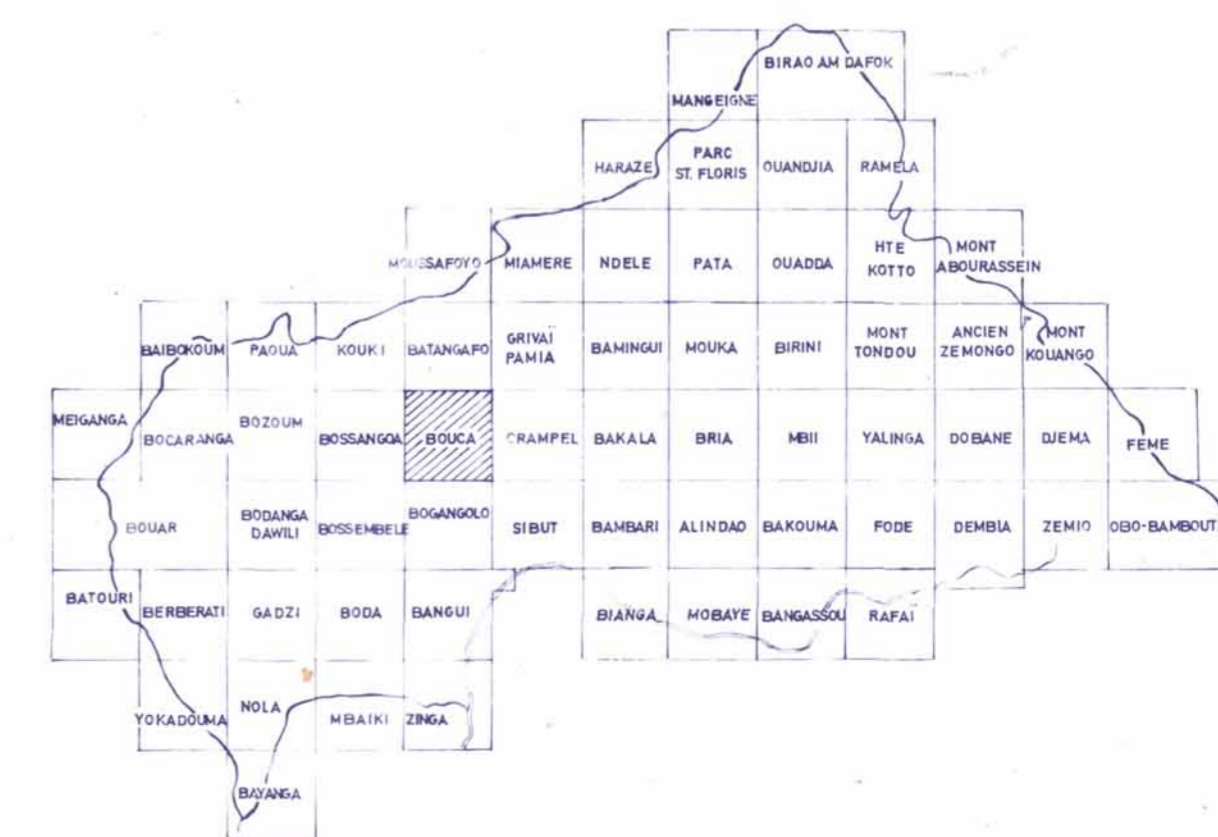 BIRAO AM DAFOK
MANGEIGNE
HARAZE
PARC
ST. FLORIS
OUANDJIA
RAMELA
MOUSSAFOYO
MIAMERE
NDELE
PATA
OUADDA
HTE
KOTTO
MONT
ABOURASSEIN
BAIBOKOUM
PAOUA
KOUKI
BATANGAFO
GRIVAÏ
PAMIA
BAMINGUI
MOUKA
BIRINI
MONT
TONDOU
ANCIEN
ZEMONGO
MONT
KOUANGO
MEIGANGA
BOCARANGA
BOZOUM
BOSSANGOA
BOUCA
CRAMPEL
BAKALA
BRIA
MBII
YALINGA
DOBANE
DJEMA
FEME
BOUAR
BODANGA
DAWILI
BOSSEMBELE
BOGANGOLO
SIBUT
BAMBARI
ALINDAO
BAKOUMA
FODE
DEMBIA
ZEMIO
OBO-BAMBOUT
BATOURI
BERBERATI
GADZI
BODA
BANGUI
BIANGA
MOBAYE
BANGASSOU
RAFAÏ
YOKADOUMA
NOLA
MBAIKI
ZINGA
BAYANGA